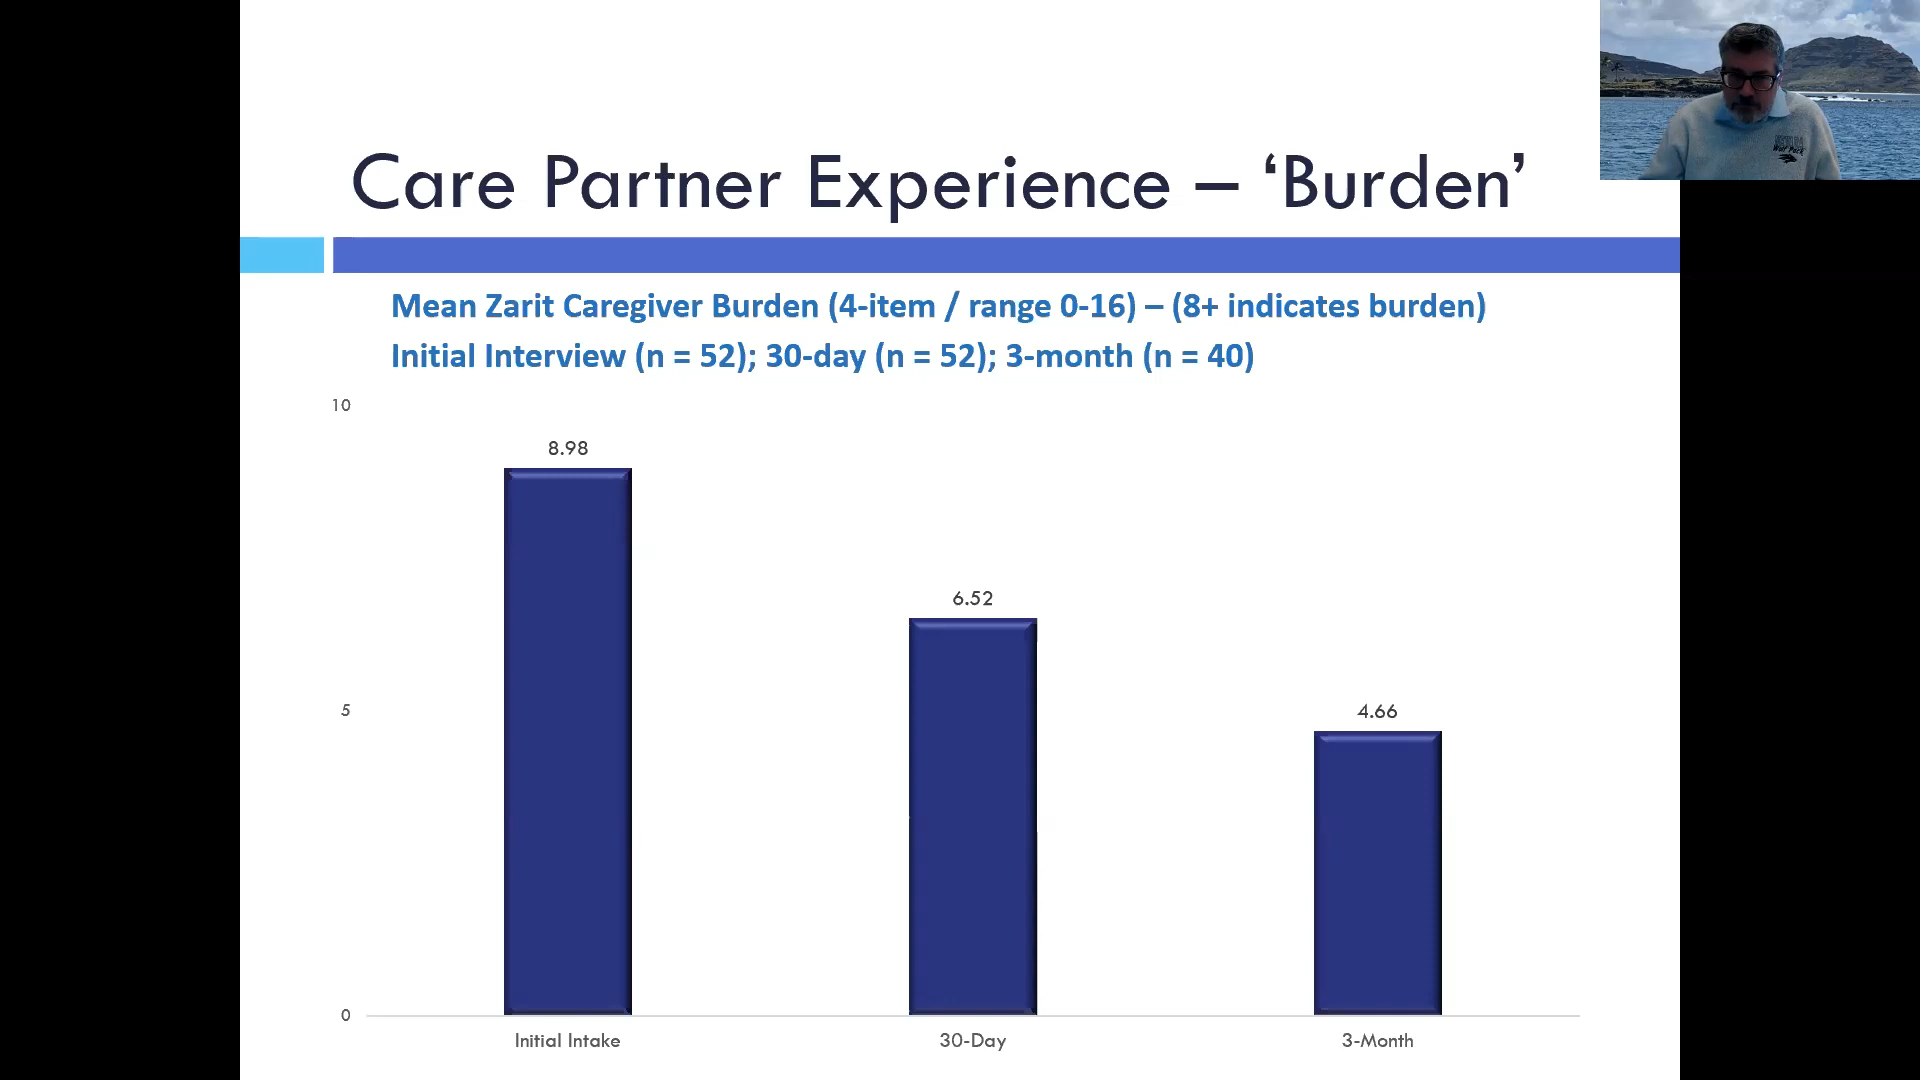 Care Partner Experience – ‘Burden’
Mean Zarit Caregiver Burden (4-item / range 0-16) – (8+ indicates burden)
Initial Interview (n = 52); 30-day (n = 52); 3-month (n = 40)
10
8.98
6.52
5
4.66
0
Initial Intake
30-Day
3-Month
Wolf Pack